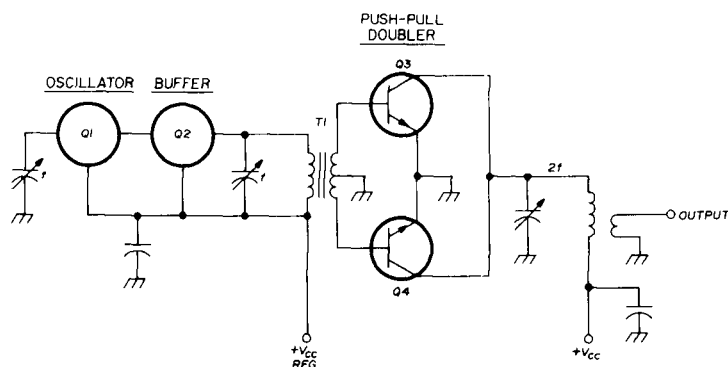 PUSH-PULL
DOUBLER
OSCILLATOR
BUFFER
Q1
Q2
Q3
Q4
T1
f
f
2f
OUTPUT
+VCC
REG
+VCC